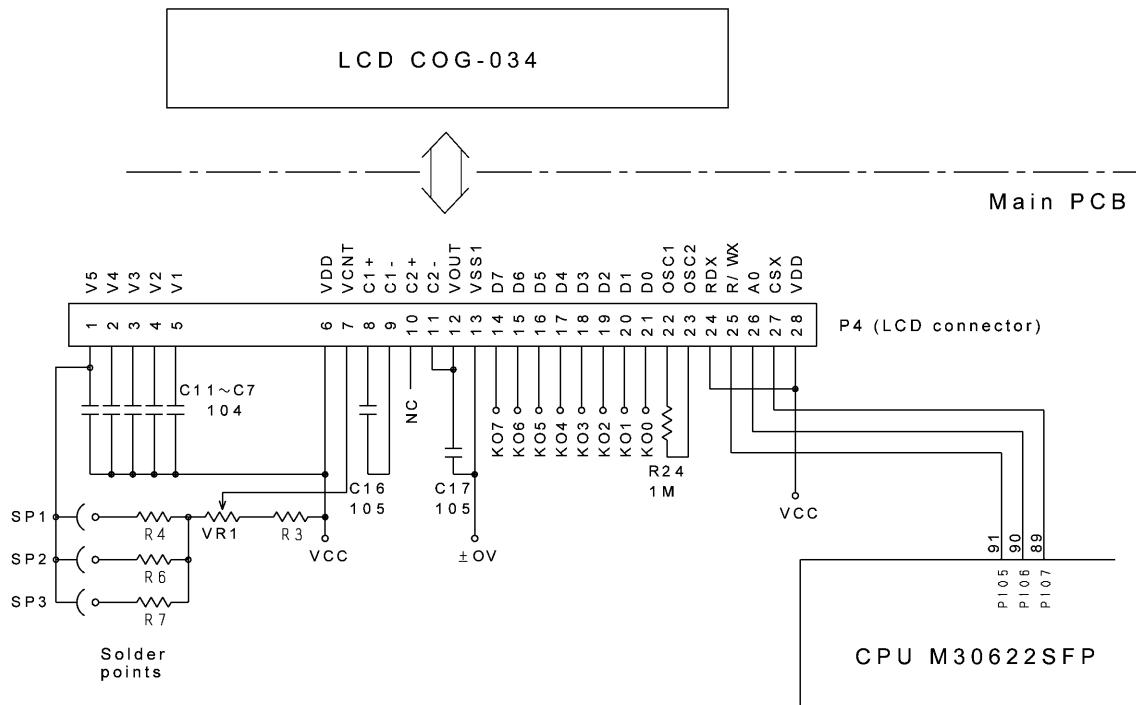 LCD COG-034
Main PCB
V5 V4 V3 V2 V1 VDD VCNT C1+ C1- C2+ C2- VOUT VSS1 D7 D6 D5 D4 D3 D2 D1 D0 OSC1 OSC2 RDX R/WX A0 CSX VDD
1 2 3 4 5 6 7 8 9 10 11 12 13 14 15 16 17 18 19 20 21 22 23 24 25 26 27 28
P4 (LCD connector)
C11~C7
104
NC
KO7 KO6 KO5 KO4 KO3 KO2 KO1 KO0
R24
1M
C16
105
C17
105
VCC
SP1
R4
VR1
R3
VCC
±0V
SP2
R6
SP3
R7
Solder
points
91 90 89
P105 P106 P107
CPU M30622SFP